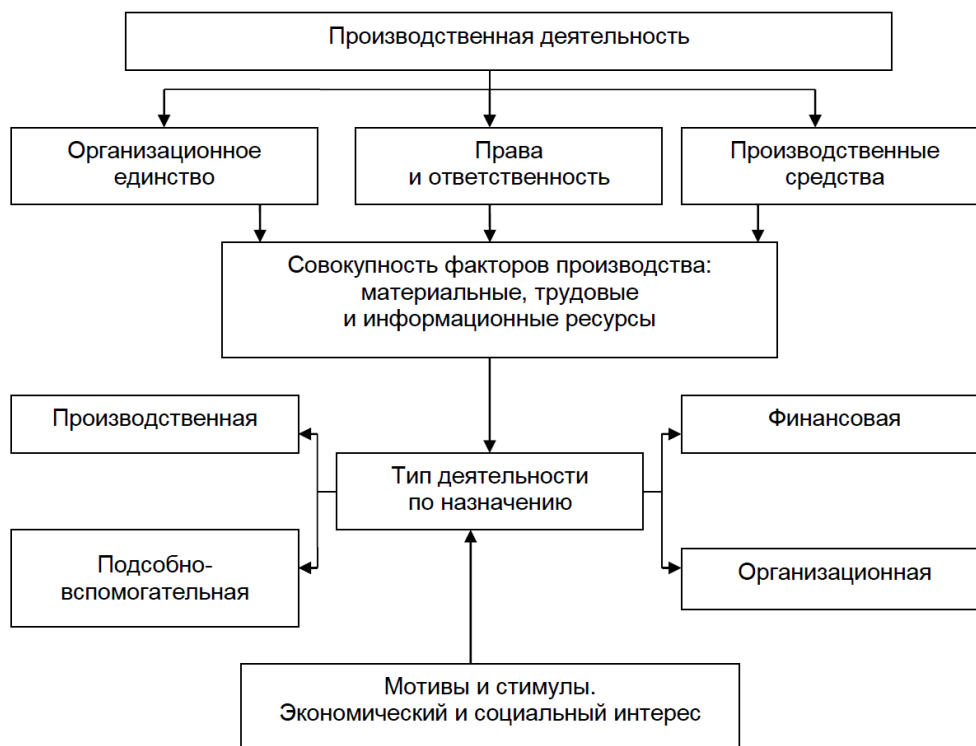 Производственная деятельность
Организационное
единство
Права
и ответственность
Производственные
средства
Совокупность факторов производства:
материальные, трудовые
и информационные ресурсы
Производственная
Финансовая
Тип деятельности
по назначению
Подсобно-
вспомогательная
Организационная
Мотивы и стимулы.
Экономический и социальный интерес